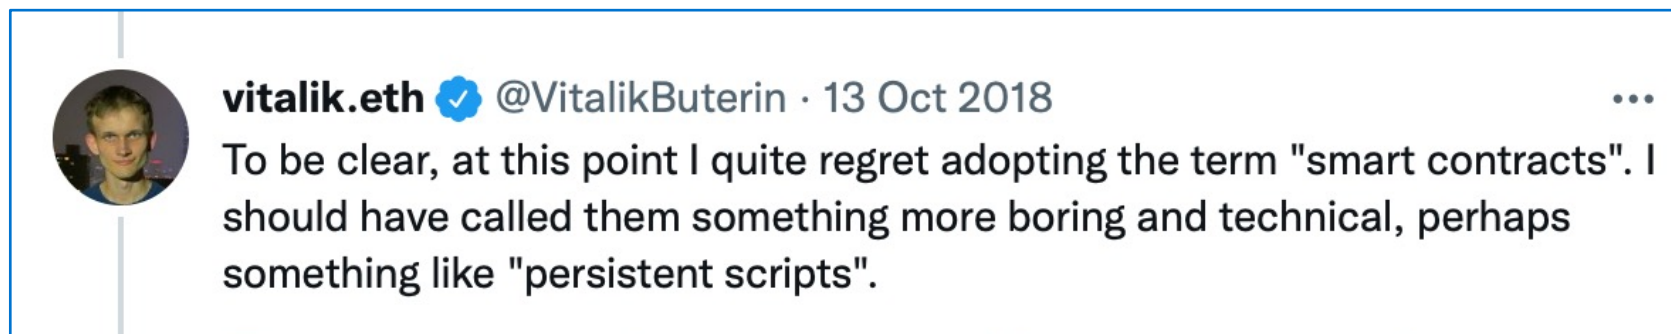 vitalik.eth @VitalikButerin · 13 Oct 2018
To be clear, at this point I quite regret adopting the term "smart contracts". I
should have called them something more boring and technical, perhaps
something like "persistent scripts".